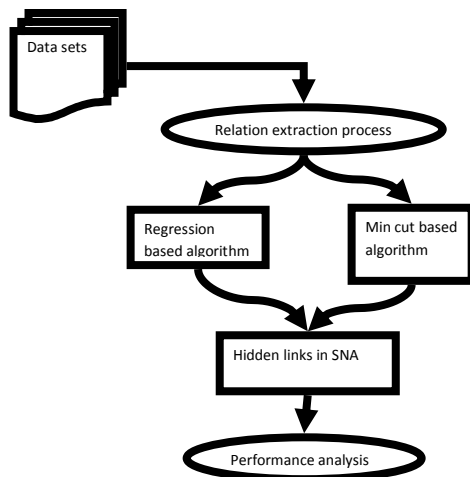 Data sets
Relation extraction process
Regression
based algorithm
Min cut based
algorithm
Hidden links in SNA
Performance analysis